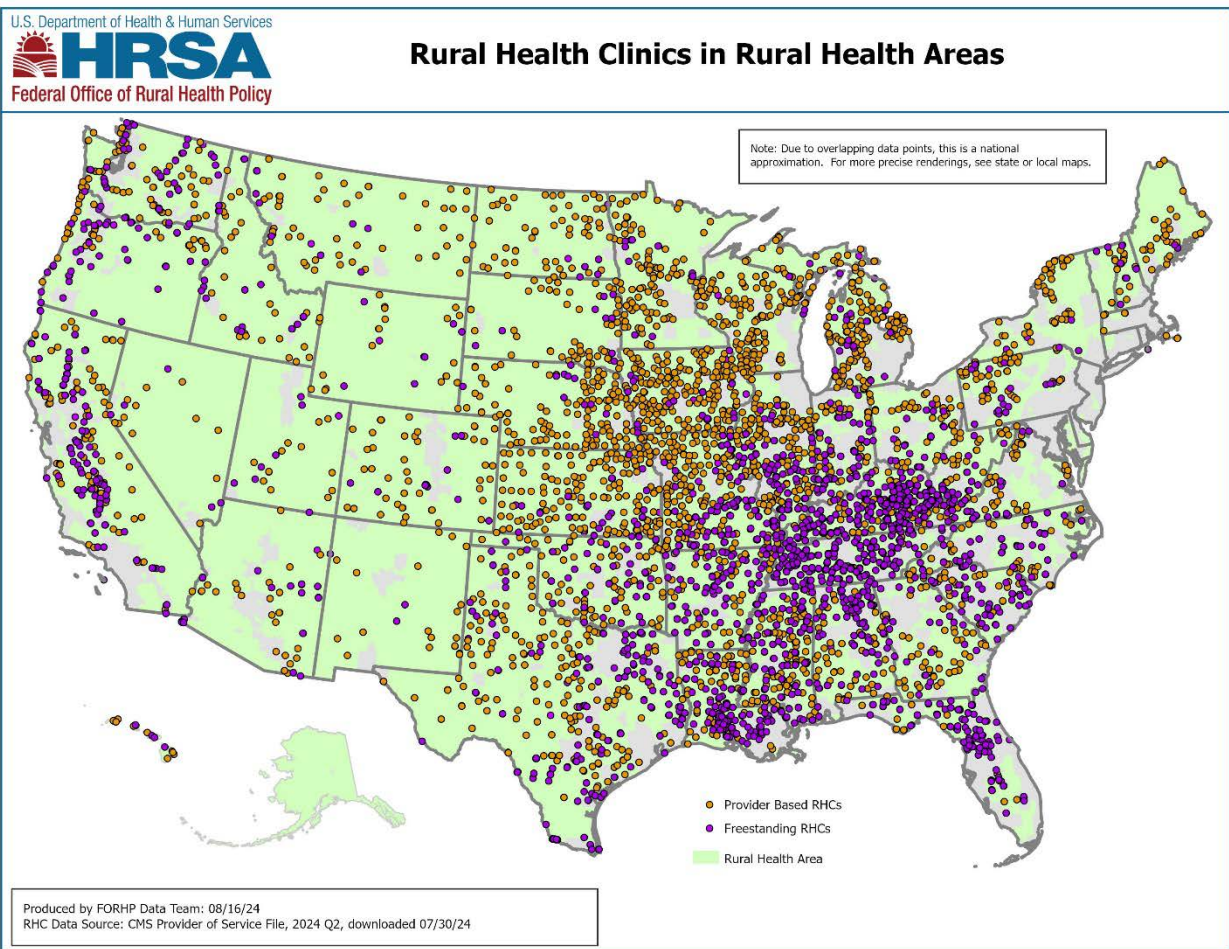 U.S. Department of Health & Human Services
HRSA
Federal Office of Rural Health Policy
Rural Health Clinics in Rural Health Areas
Note: Due to overlapping data points, this is a national
approximation. For more precise renderings, see state or local maps.
Provider Based RHCs
Freestanding RHCs
Rural Health Area
Produced by FORHP Data Team: 08/16/24
RHC Data Source: CMS Provider of Service File, 2024 Q2, downloaded 07/30/24